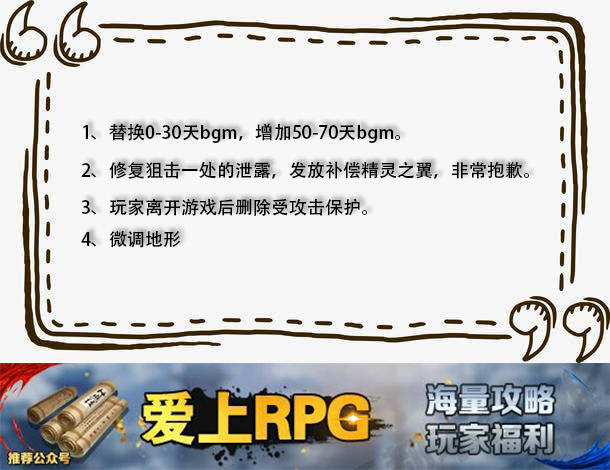 1、替换0-30天bgm，增加50-70天bgm。
2、修复狙击一处的泄露，发放补偿精灵之翼，非常抱歉。
3、玩家离开游戏后删除受攻击保护。
4、微调地形
爱上RPG
海量攻略
玩家福利
推荐公众号